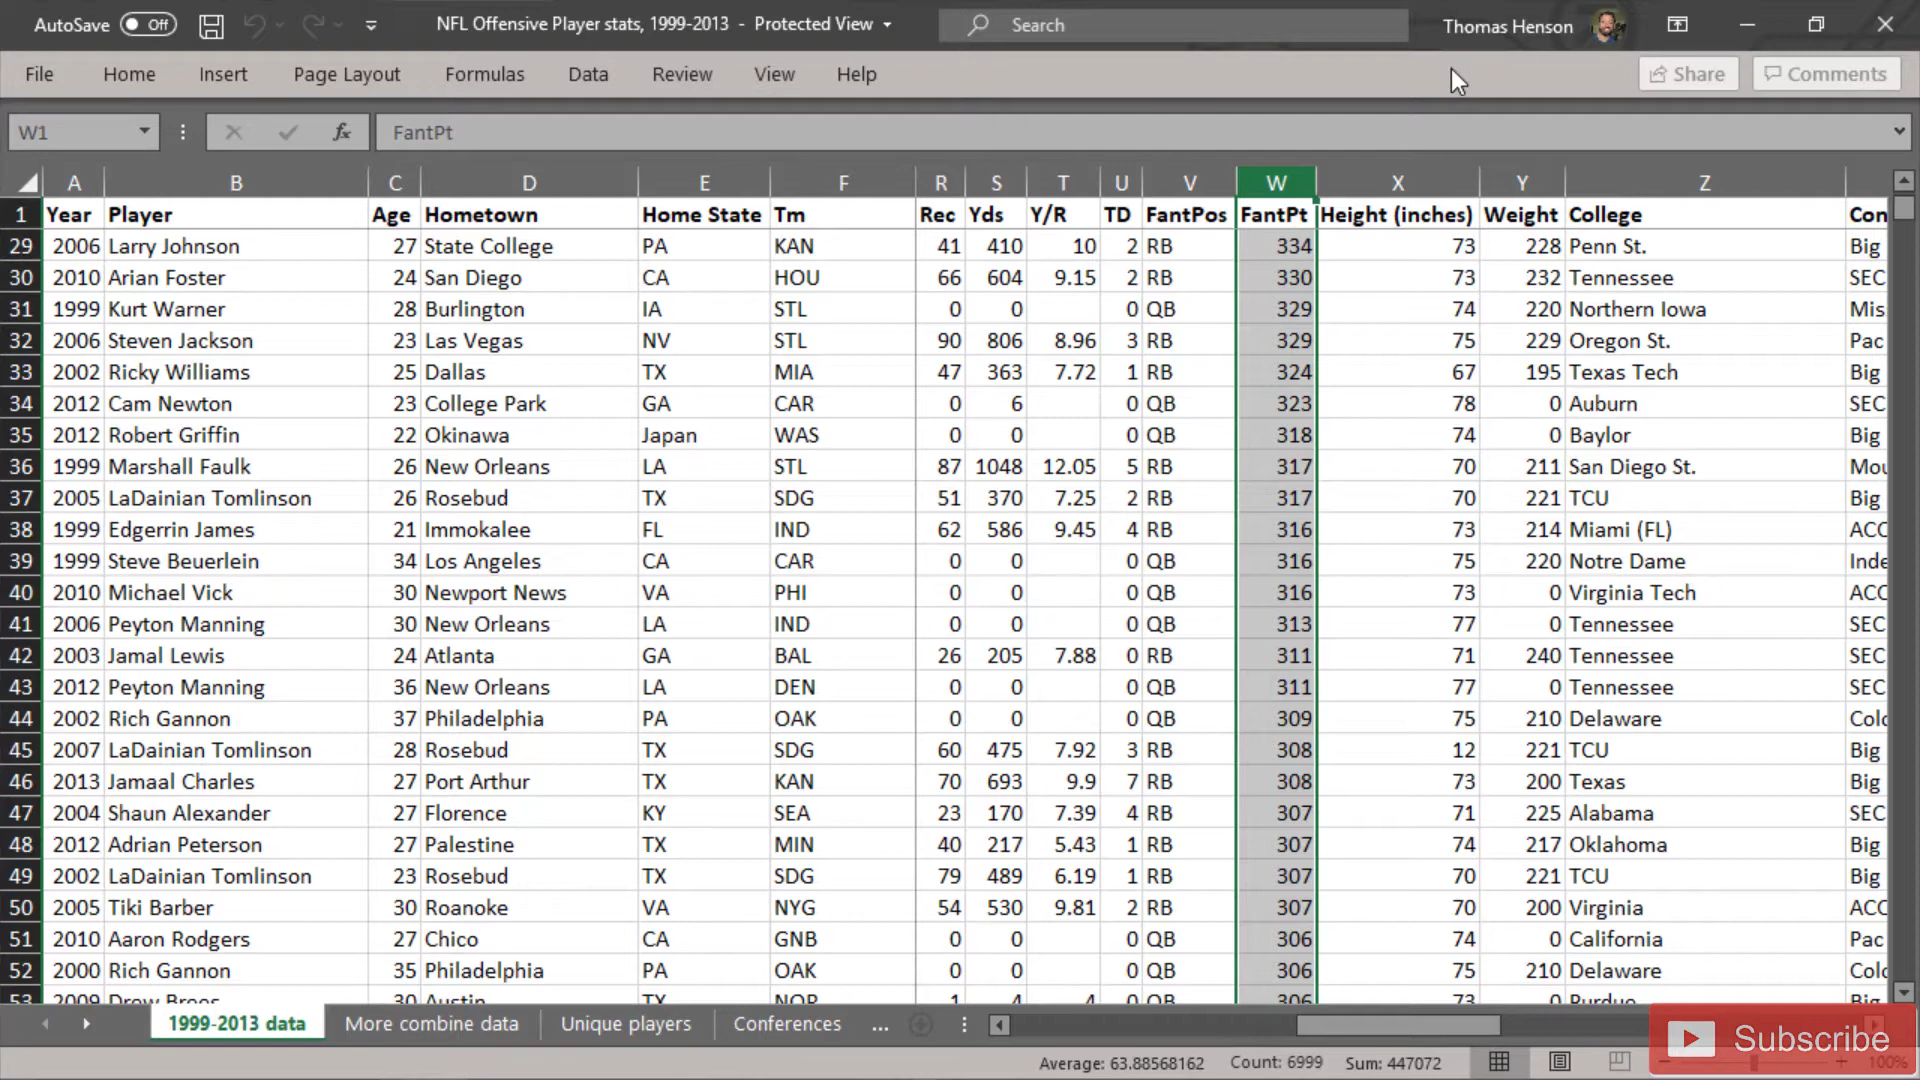 AutoSave Off NFL Offensive Player stats, 1999-2013 - Protected View Search Thomas Henson
File Home Insert Page Layout Formulas Data Review View Help Share Comments
W1 fx FantPt
A B C D E F R S T U V W X Y Z
1 Year Player Age Hometown Home State Tm Rec Yds Y/R TD FantPos FantPt Height (inches) Weight College Con
29 2006 Larry Johnson 27 State College PA KAN 41 410 10 2 RB 334 73 228 Penn St. Big
30 2010 Arian Foster 24 San Diego CA HOU 66 604 9.15 2 RB 330 73 232 Tennessee SEC
31 1999 Kurt Warner 28 Burlington IA STL 0 0 0 QB 329 74 220 Northern Iowa Mis
32 2006 Steven Jackson 23 Las Vegas NV STL 90 806 8.96 3 RB 329 75 229 Oregon St. Pac
33 2002 Ricky Williams 25 Dallas TX MIA 47 363 7.72 1 RB 324 67 195 Texas Tech Big
34 2012 Cam Newton 23 College Park GA CAR 0 6 0 QB 323 78 0 Auburn SEC
35 2012 Robert Griffin 22 Okinawa Japan WAS 0 0 0 QB 318 74 0 Baylor Big
36 1999 Marshall Faulk 26 New Orleans LA STL 87 1048 12.05 5 RB 317 70 211 San Diego St. Mou
37 2005 LaDainian Tomlinson 26 Rosebud TX SDG 51 370 7.25 2 RB 317 70 221 TCU Big
38 1999 Edgerrin James 21 Immokalee FL IND 62 586 9.45 4 RB 316 73 214 Miami (FL) ACC
39 1999 Steve Beuerlein 34 Los Angeles CA CAR 0 0 0 QB 316 75 220 Notre Dame Inde
40 2010 Michael Vick 30 Newport News VA PHI 0 0 0 QB 316 73 0 Virginia Tech ACC
41 2006 Peyton Manning 30 New Orleans LA IND 0 0 0 QB 313 77 0 Tennessee SEC
42 2003 Jamal Lewis 24 Atlanta GA BAL 26 205 7.88 0 RB 311 71 240 Tennessee SEC
43 2012 Peyton Manning 36 New Orleans LA DEN 0 0 0 QB 311 77 0 Tennessee SEC
44 2002 Rich Gannon 37 Philadelphia PA OAK 0 0 0 QB 309 75 210 Delaware Colo
45 2007 LaDainian Tomlinson 28 Rosebud TX SDG 60 475 7.92 3 RB 308 12 221 TCU Big
46 2013 Jamaal Charles 27 Port Arthur TX KAN 70 693 9.9 7 RB 308 73 200 Texas Big
47 2004 Shaun Alexander 27 Florence KY SEA 23 170 7.39 4 RB 307 71 225 Alabama SEC
48 2012 Adrian Peterson 27 Palestine TX MIN 40 217 5.43 1 RB 307 74 217 Oklahoma Big
49 2002 LaDainian Tomlinson 23 Rosebud TX SDG 79 489 6.19 1 RB 307 70 221 TCU Big
50 2005 Tiki Barber 30 Roanoke VA NYG 54 530 9.81 2 RB 307 70 200 Virginia ACC
51 2010 Aaron Rodgers 27 Chico CA GNB 0 0 0 QB 306 74 0 California Pac
52 2000 Rich Gannon 35 Philadelphia PA OAK 0 0 0 QB 306 75 210 Delaware Colo
53 2009 Drew Brees 30 Austin TX NOR 1 4 4 0 QB 306 73 0 Purdue Big
1999-2013 data More combine data Unique players Conferences ...
Subscribe
Average: 63.88568162 Count: 6999 Sum: 447072 100%